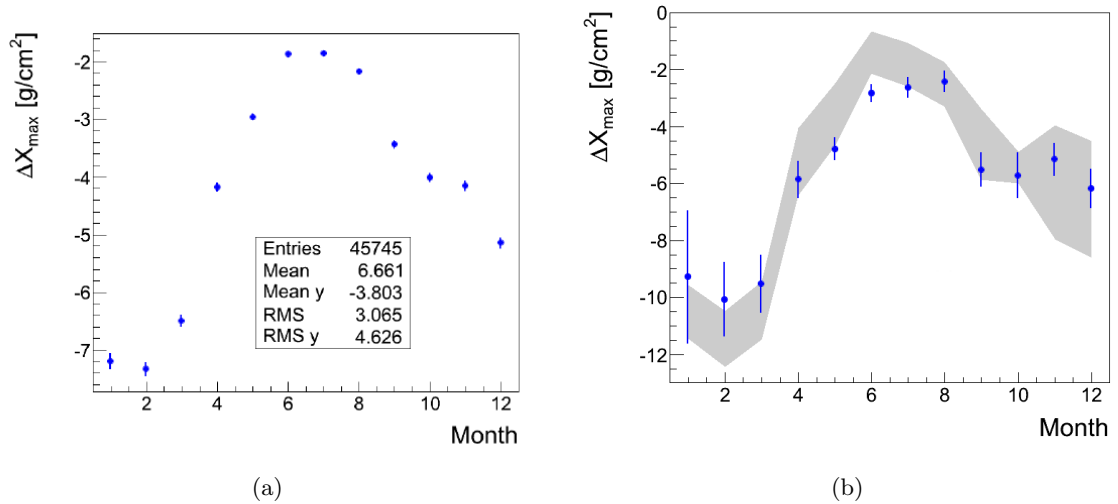 ΔX_max [g/cm²]
-2
-3
-4
-5
-6
-7
Entries 45745
Mean 6.661
Mean y -3.803
RMS 3.065
RMS y 4.626
2 4 6 8 10 12
Month
(a)
ΔX_max [g/cm²]
0
-2
-4
-6
-8
-10
-12
2 4 6 8 10 12
Month
(b)